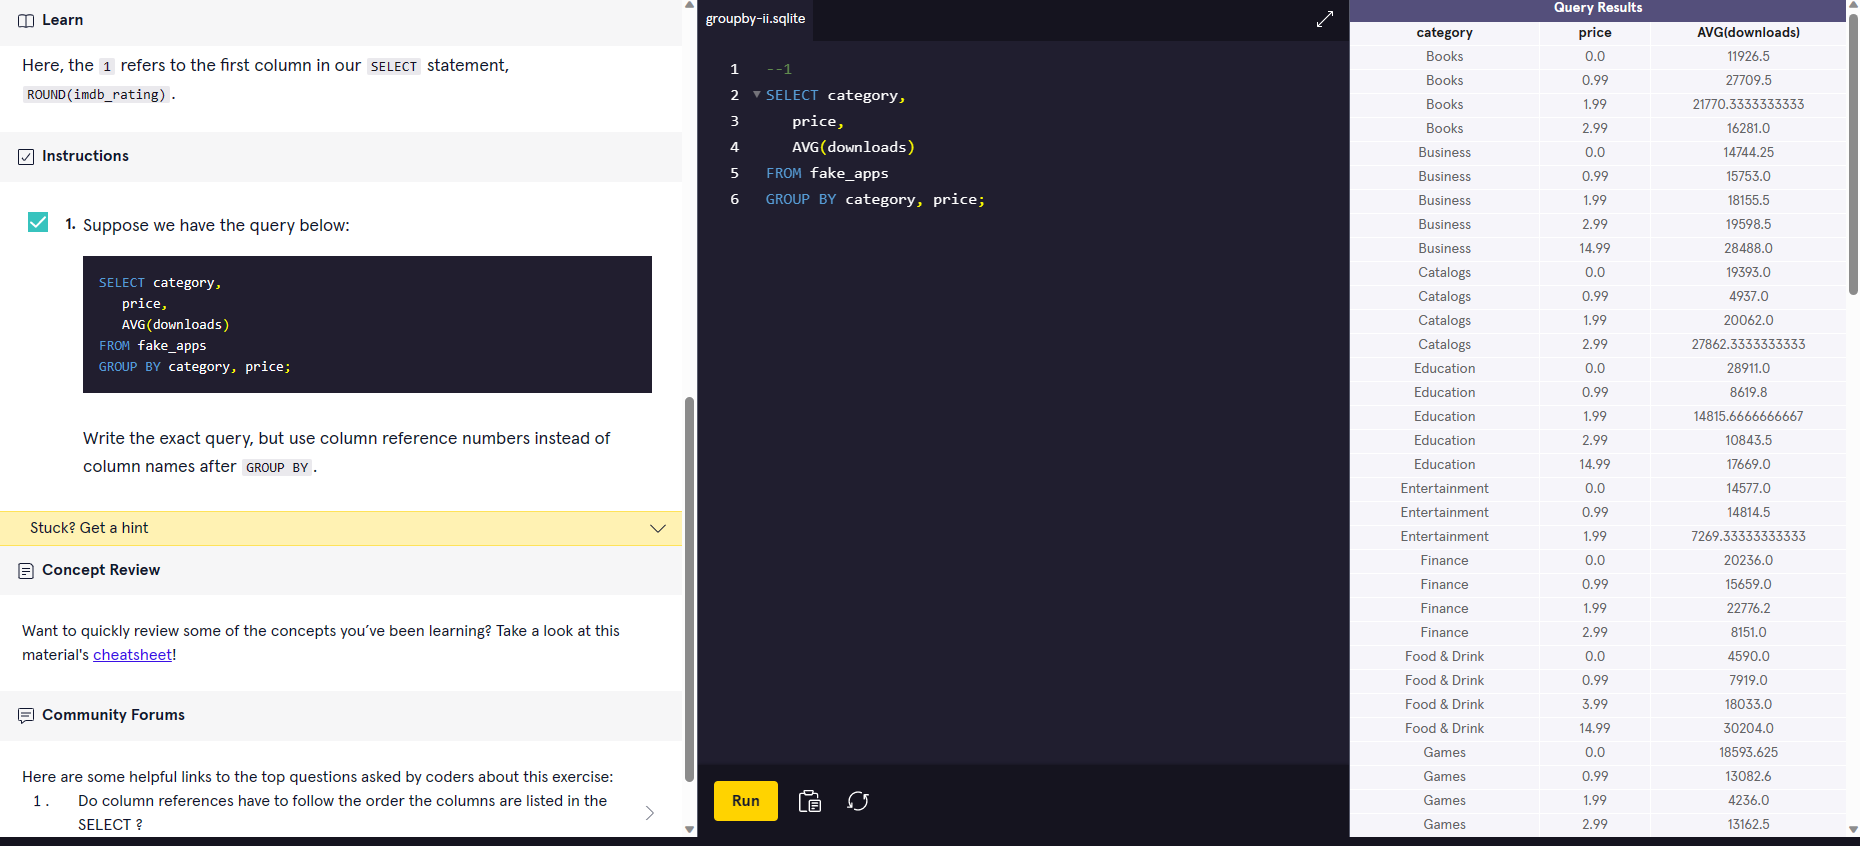 Learn
Here, the 1 refers to the first column in our SELECT statement,
ROUND(imdb_rating) .
Instructions
1. Suppose we have the query below:
SELECT category,
price,
AVG(downloads)
FROM fake_apps
GROUP BY category, price;
Write the exact query, but use column reference numbers instead of
column names after GROUP BY .
Stuck? Get a hint
Concept Review
Want to quickly review some of the concepts you’ve been learning? Take a look at this
material's cheatsheet!
Community Forums
Here are some helpful links to the top questions asked by coders about this exercise:
1. Do column references have to follow the order the columns are listed in the
SELECT ?
groupby-ii.sqlite
1 --1
2 SELECT category,
3 price,
4 AVG(downloads)
5 FROM fake_apps
6 GROUP BY category, price;
Run
Query Results
category price AVG(downloads)
Books 0.0 11926.5
Books 0.99 27709.5
Books 1.99 21770.3333333333
Books 2.99 16281.0
Business 0.0 14744.25
Business 0.99 15753.0
Business 1.99 18155.5
Business 2.99 19598.5
Business 14.99 28488.0
Catalogs 0.0 19393.0
Catalogs 0.99 4937.0
Catalogs 1.99 20062.0
Catalogs 2.99 27862.3333333333
Education 0.0 28911.0
Education 0.99 8619.8
Education 1.99 14815.6666666667
Education 2.99 10843.5
Education 14.99 17669.0
Entertainment 0.0 14577.0
Entertainment 0.99 14814.5
Entertainment 1.99 7269.33333333333
Finance 0.0 20236.0
Finance 0.99 15659.0
Finance 1.99 22776.2
Finance 2.99 8151.0
Food & Drink 0.0 4590.0
Food & Drink 0.99 7919.0
Food & Drink 3.99 18033.0
Food & Drink 14.99 30204.0
Games 0.0 18593.625
Games 0.99 13082.6
Games 1.99 4236.0
Games 2.99 13162.5